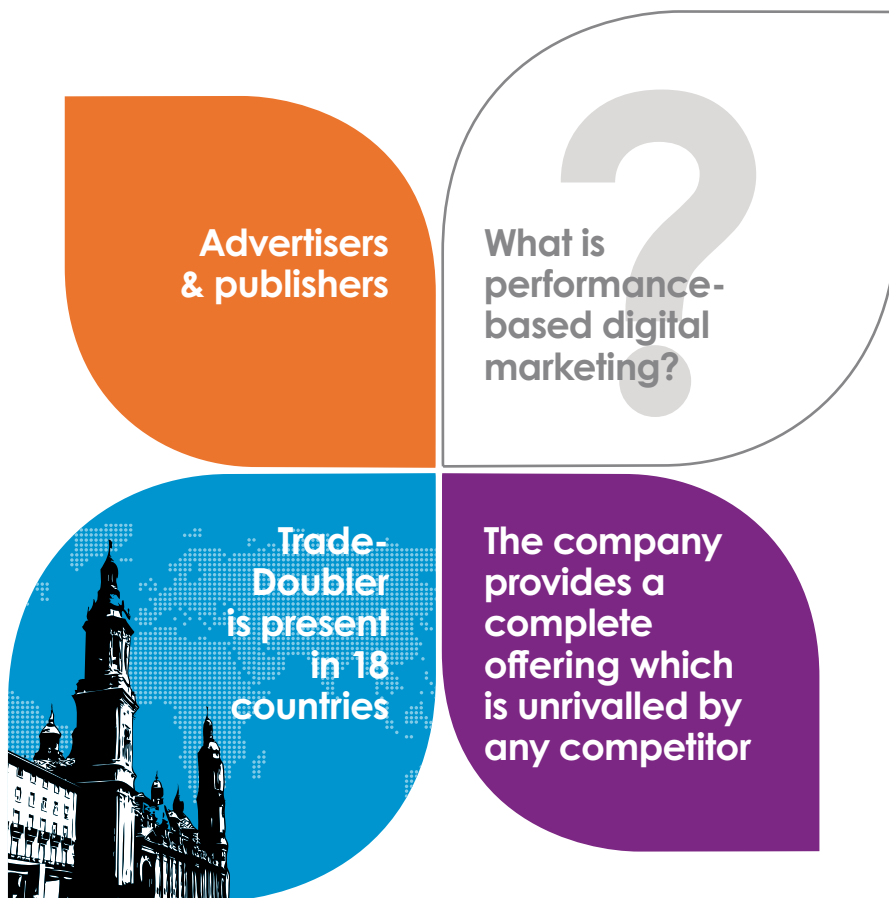 Advertisers
& publishers
What is
performance-
based digital
marketing?
Trade-
Doubler
is present
in 18
countries
The company
provides a
complete
offering which
is unrivalled by
any competitor